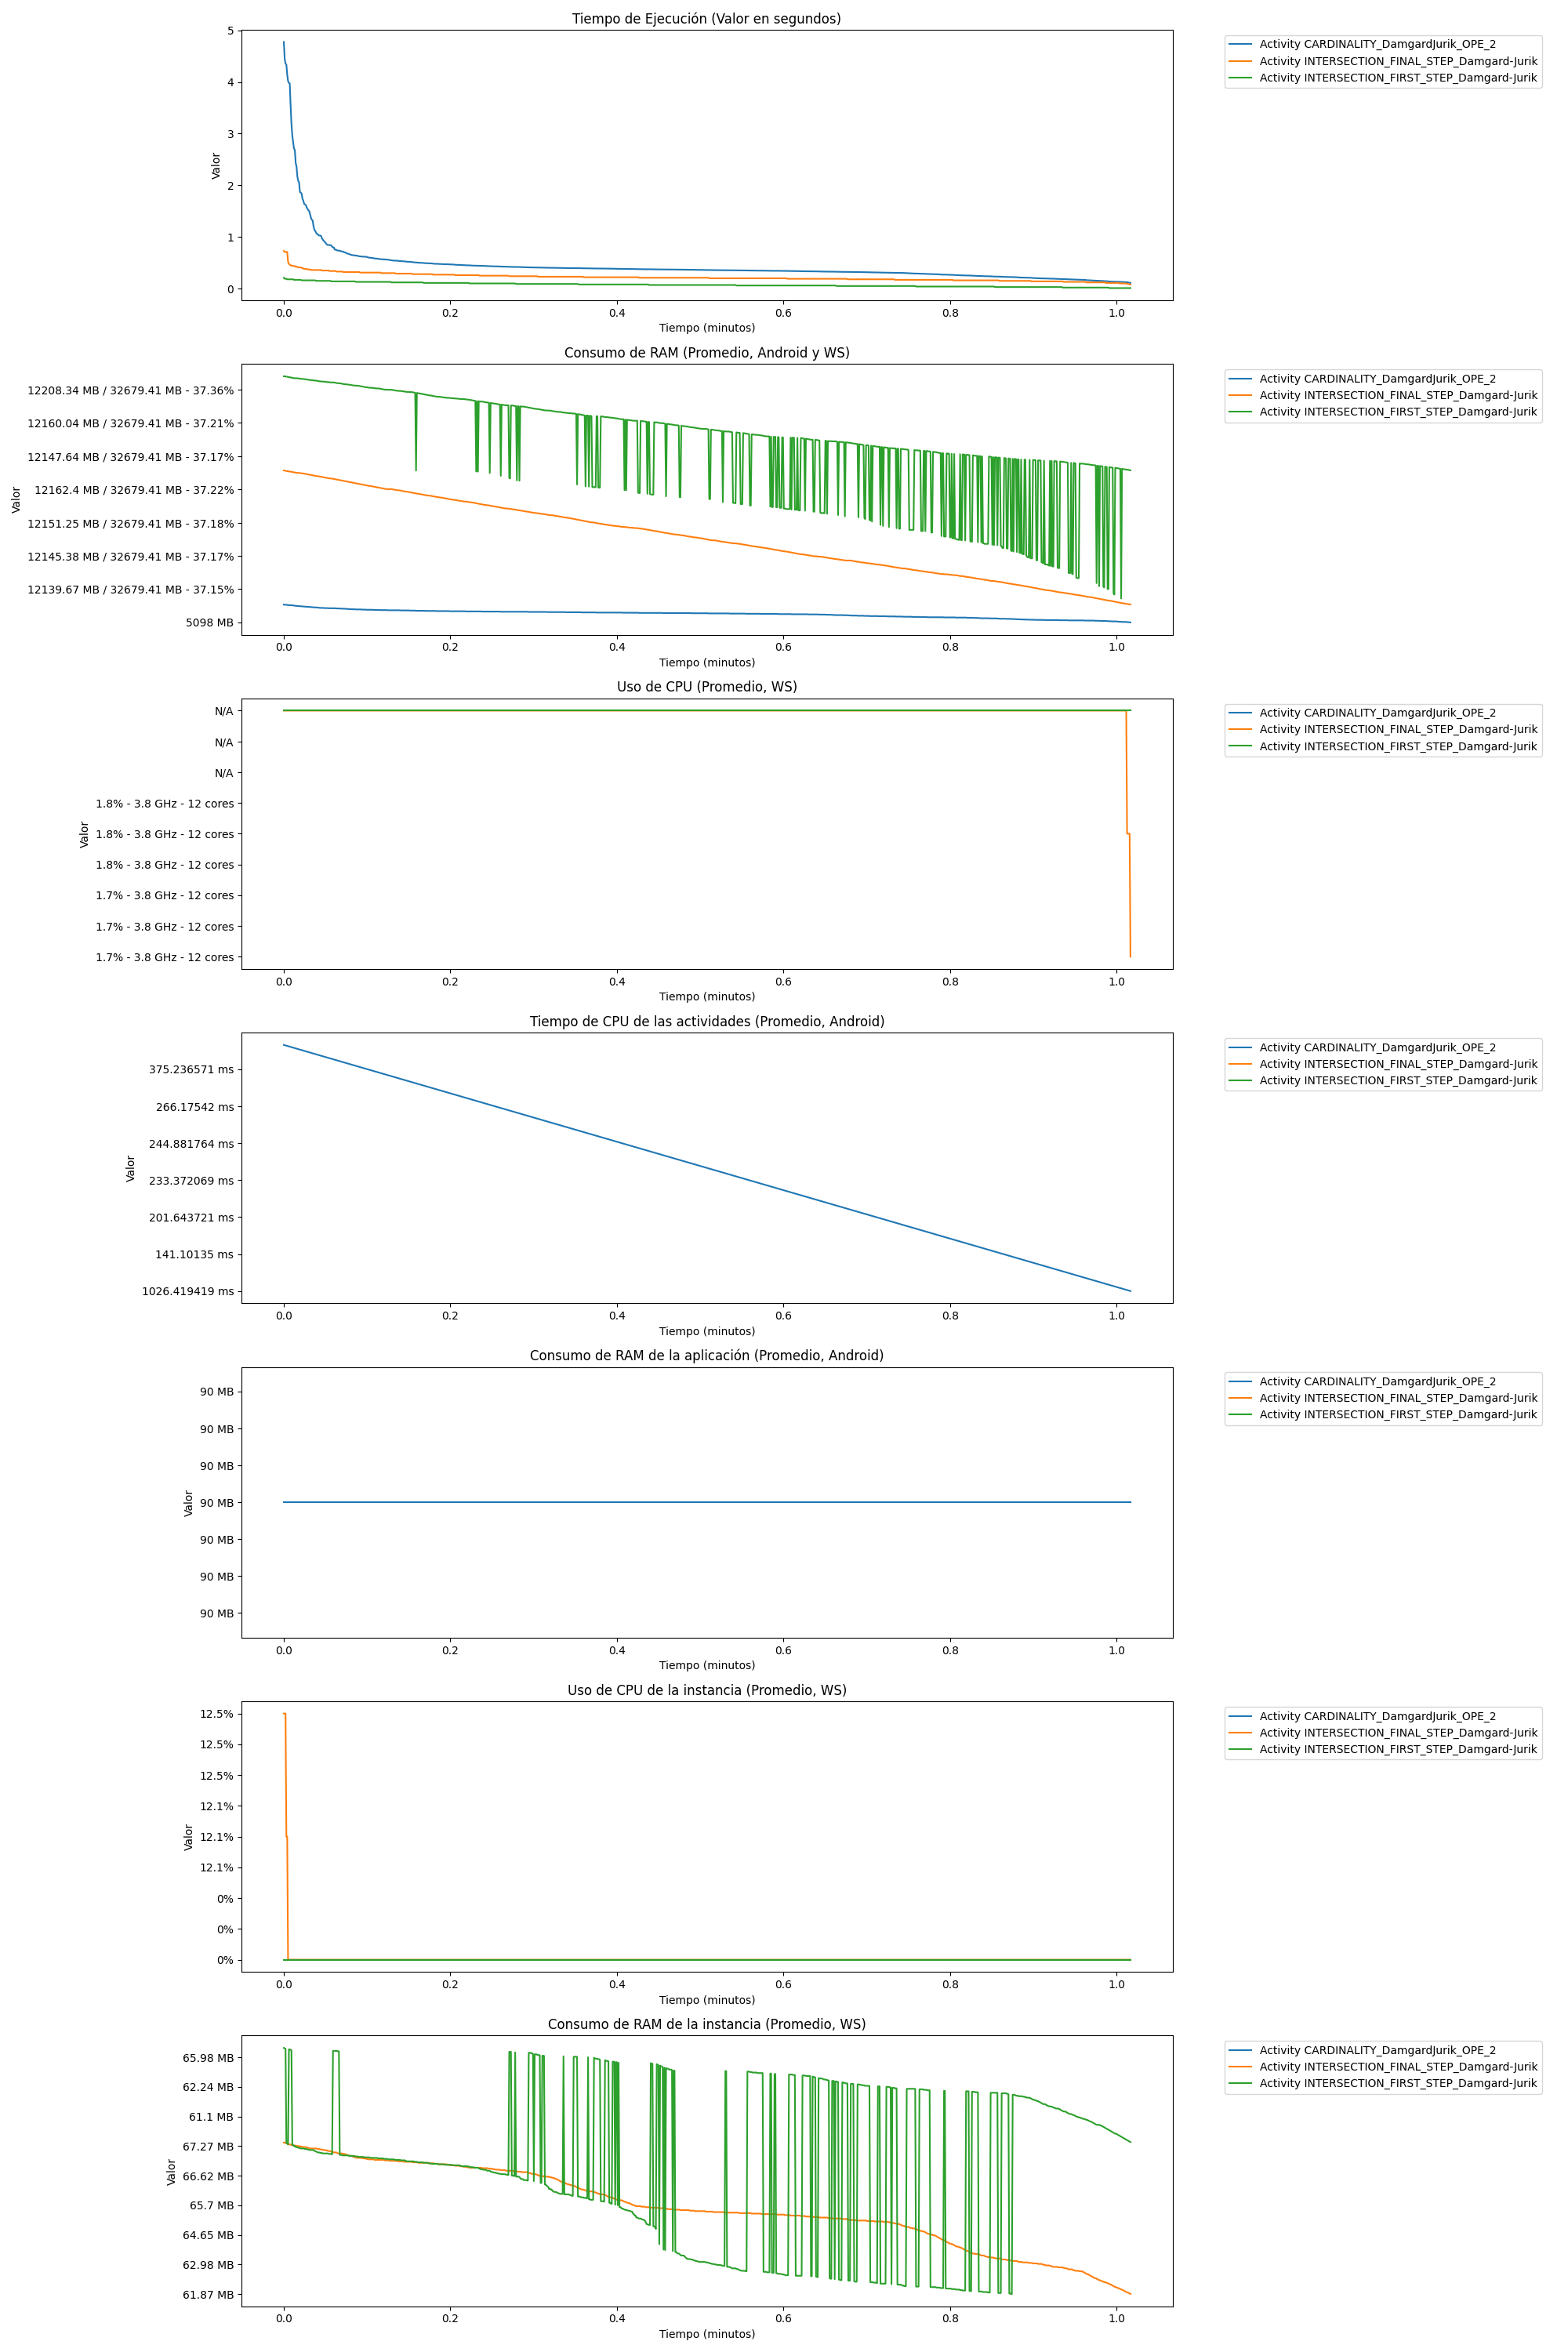 Tiempo de Ejecución (Valor en segundos)
5
4
3
2
1
0
Valor
0.0 0.2 0.4 0.6 0.8 1.0
Tiempo (minutos)
Activity CARDINALITY_DamgardJurik_OPE_2
Activity INTERSECTION_FINAL_STEP_Damgard-Jurik
Activity INTERSECTION_FIRST_STEP_Damgard-Jurik
Consumo de RAM (Promedio, Android y WS)
12208.34 MB / 32679.41 MB - 37.36%
12160.04 MB / 32679.41 MB - 37.21%
12147.64 MB / 32679.41 MB - 37.17%
12162.4 MB / 32679.41 MB - 37.22%
12151.25 MB / 32679.41 MB - 37.18%
12145.38 MB / 32679.41 MB - 37.17%
12139.67 MB / 32679.41 MB - 37.15%
5098 MB
Valor
0.0 0.2 0.4 0.6 0.8 1.0
Tiempo (minutos)
Activity CARDINALITY_DamgardJurik_OPE_2
Activity INTERSECTION_FINAL_STEP_Damgard-Jurik
Activity INTERSECTION_FIRST_STEP_Damgard-Jurik
Uso de CPU (Promedio, WS)
N/A
N/A
N/A
1.8% - 3.8 GHz - 12 cores
1.8% - 3.8 GHz - 12 cores
1.8% - 3.8 GHz - 12 cores
1.7% - 3.8 GHz - 12 cores
1.7% - 3.8 GHz - 12 cores
1.7% - 3.8 GHz - 12 cores
Valor
0.0 0.2 0.4 0.6 0.8 1.0
Tiempo (minutos)
Activity CARDINALITY_DamgardJurik_OPE_2
Activity INTERSECTION_FINAL_STEP_Damgard-Jurik
Activity INTERSECTION_FIRST_STEP_Damgard-Jurik
Tiempo de CPU de las actividades (Promedio, Android)
375.236571 ms
266.17542 ms
244.881764 ms
233.372069 ms
201.643721 ms
141.10135 ms
1026.419419 ms
Valor
0.0 0.2 0.4 0.6 0.8 1.0
Tiempo (minutos)
Activity CARDINALITY_DamgardJurik_OPE_2
Activity INTERSECTION_FINAL_STEP_Damgard-Jurik
Activity INTERSECTION_FIRST_STEP_Damgard-Jurik
Consumo de RAM de la aplicación (Promedio, Android)
90 MB
90 MB
90 MB
90 MB
90 MB
90 MB
90 MB
Valor
0.0 0.2 0.4 0.6 0.8 1.0
Tiempo (minutos)
Activity CARDINALITY_DamgardJurik_OPE_2
Activity INTERSECTION_FINAL_STEP_Damgard-Jurik
Activity INTERSECTION_FIRST_STEP_Damgard-Jurik
Uso de CPU de la instancia (Promedio, WS)
12.5%
12.5%
12.5%
12.1%
12.1%
12.1%
0%
0%
0%
Valor
0.0 0.2 0.4 0.6 0.8 1.0
Tiempo (minutos)
Activity CARDINALITY_DamgardJurik_OPE_2
Activity INTERSECTION_FINAL_STEP_Damgard-Jurik
Activity INTERSECTION_FIRST_STEP_Damgard-Jurik
Consumo de RAM de la instancia (Promedio, WS)
65.98 MB
62.24 MB
61.1 MB
67.27 MB
66.62 MB
65.7 MB
64.65 MB
62.98 MB
61.87 MB
Valor
0.0 0.2 0.4 0.6 0.8 1.0
Tiempo (minutos)
Activity CARDINALITY_DamgardJurik_OPE_2
Activity INTERSECTION_FINAL_STEP_Damgard-Jurik
Activity INTERSECTION_FIRST_STEP_Damgard-Jurik